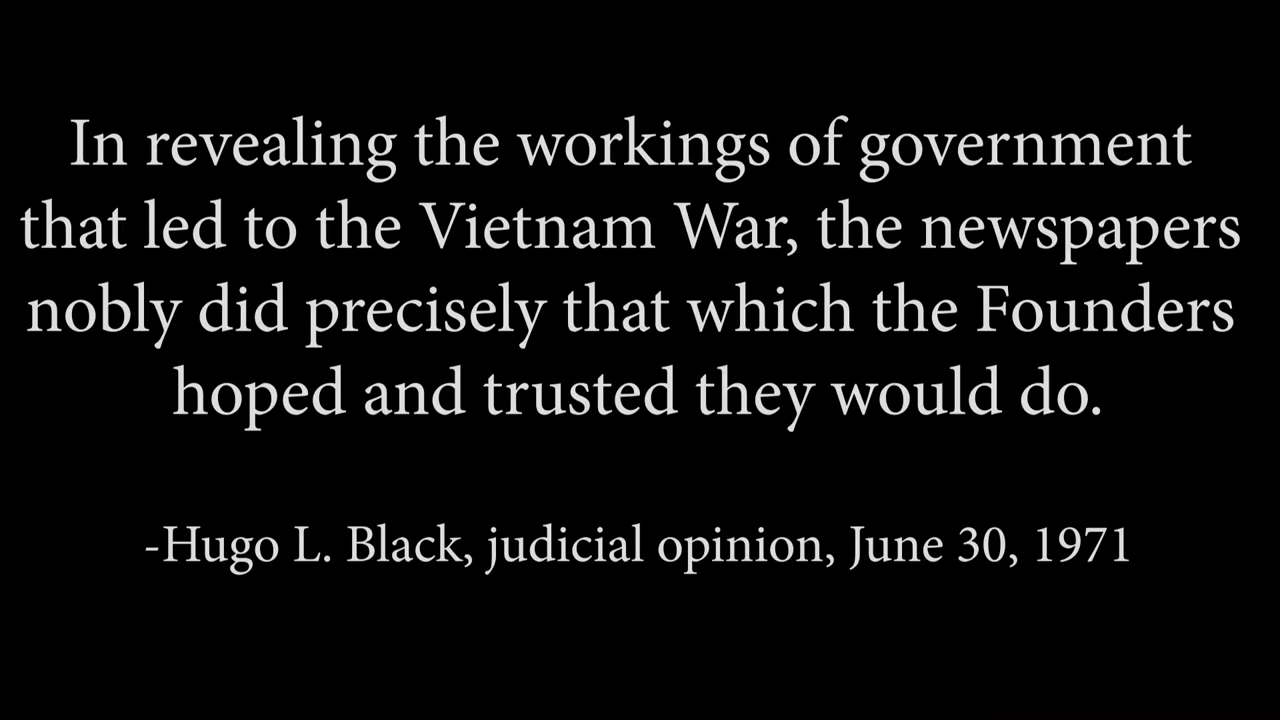 In revealing the workings of government
that led to the Vietnam War, the newspapers
nobly did precisely that which the Founders
hoped and trusted they would do.
-Hugo L. Black, judicial opinion, June 30, 1971